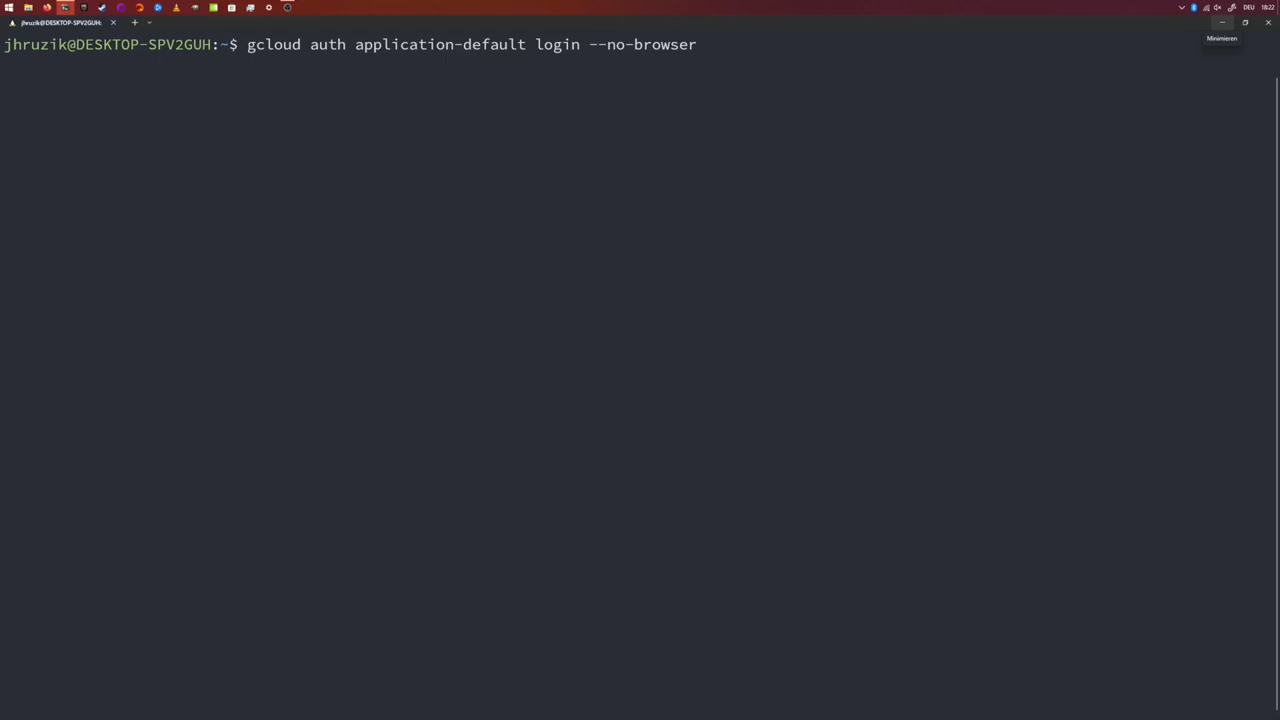 DEU 18:22
jhruzik@DESKTOP-SPV2GUH:
jhruzik@DESKTOP-SPV2GUH:~$ gcloud auth application-default login --no-browser
Minimieren